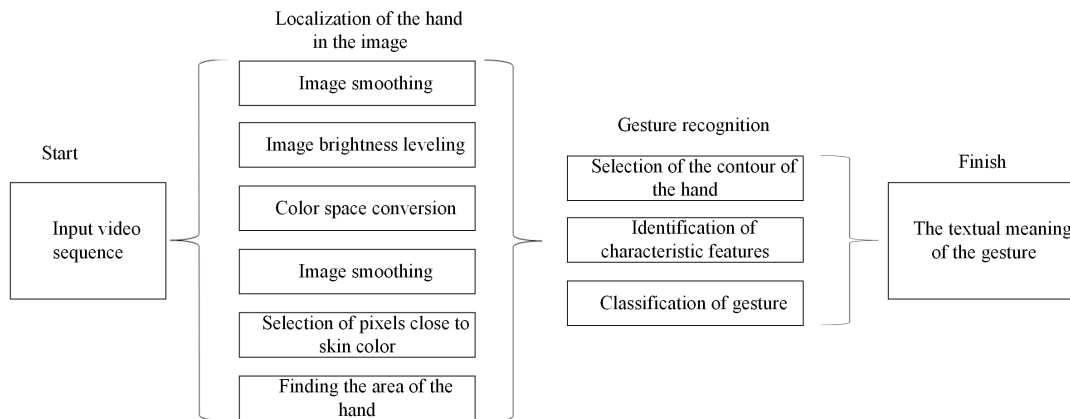 Start
Input video
sequence
Localization of the hand
in the image
Image smoothing
Image brightness leveling
Color space conversion
Image smoothing
Selection of pixels close to
skin color
Finding the area of the
hand
Gesture recognition
Selection of the contour of
the hand
Identification of
characteristic features
Classification of gesture
Finish
The textual meaning
of the gesture